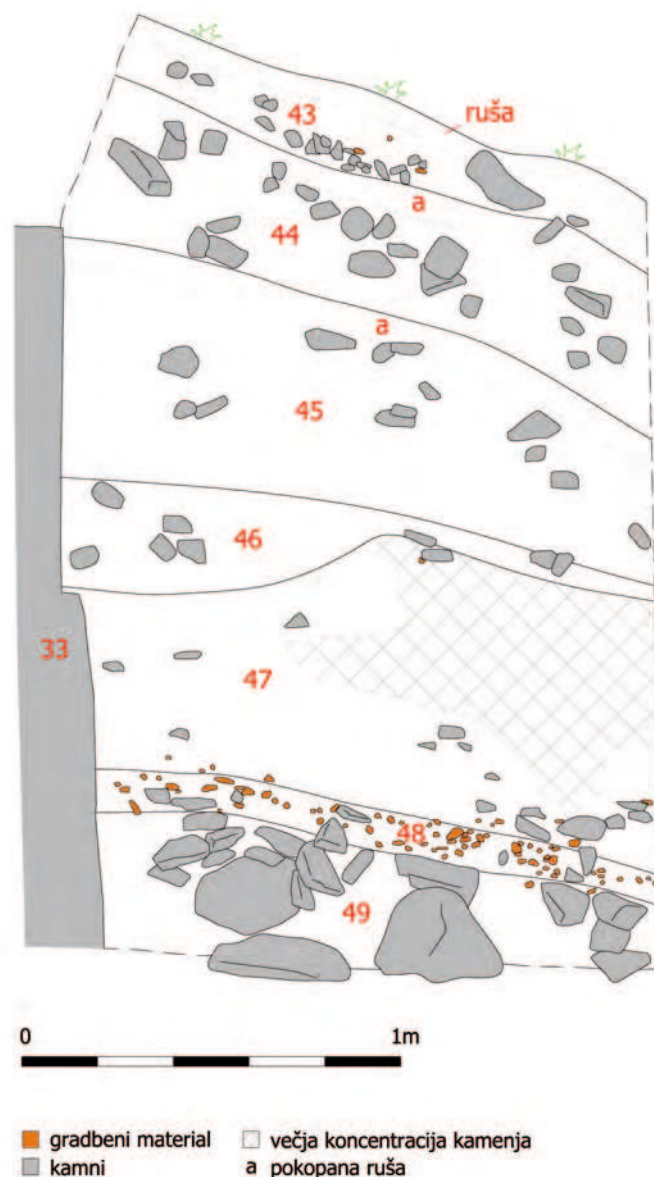 43
ruša
a
44
a
45
46
33
47
48
49
0 1m
gradbeni material
večja koncentracija kamenja
kamni
a pokopana ruša